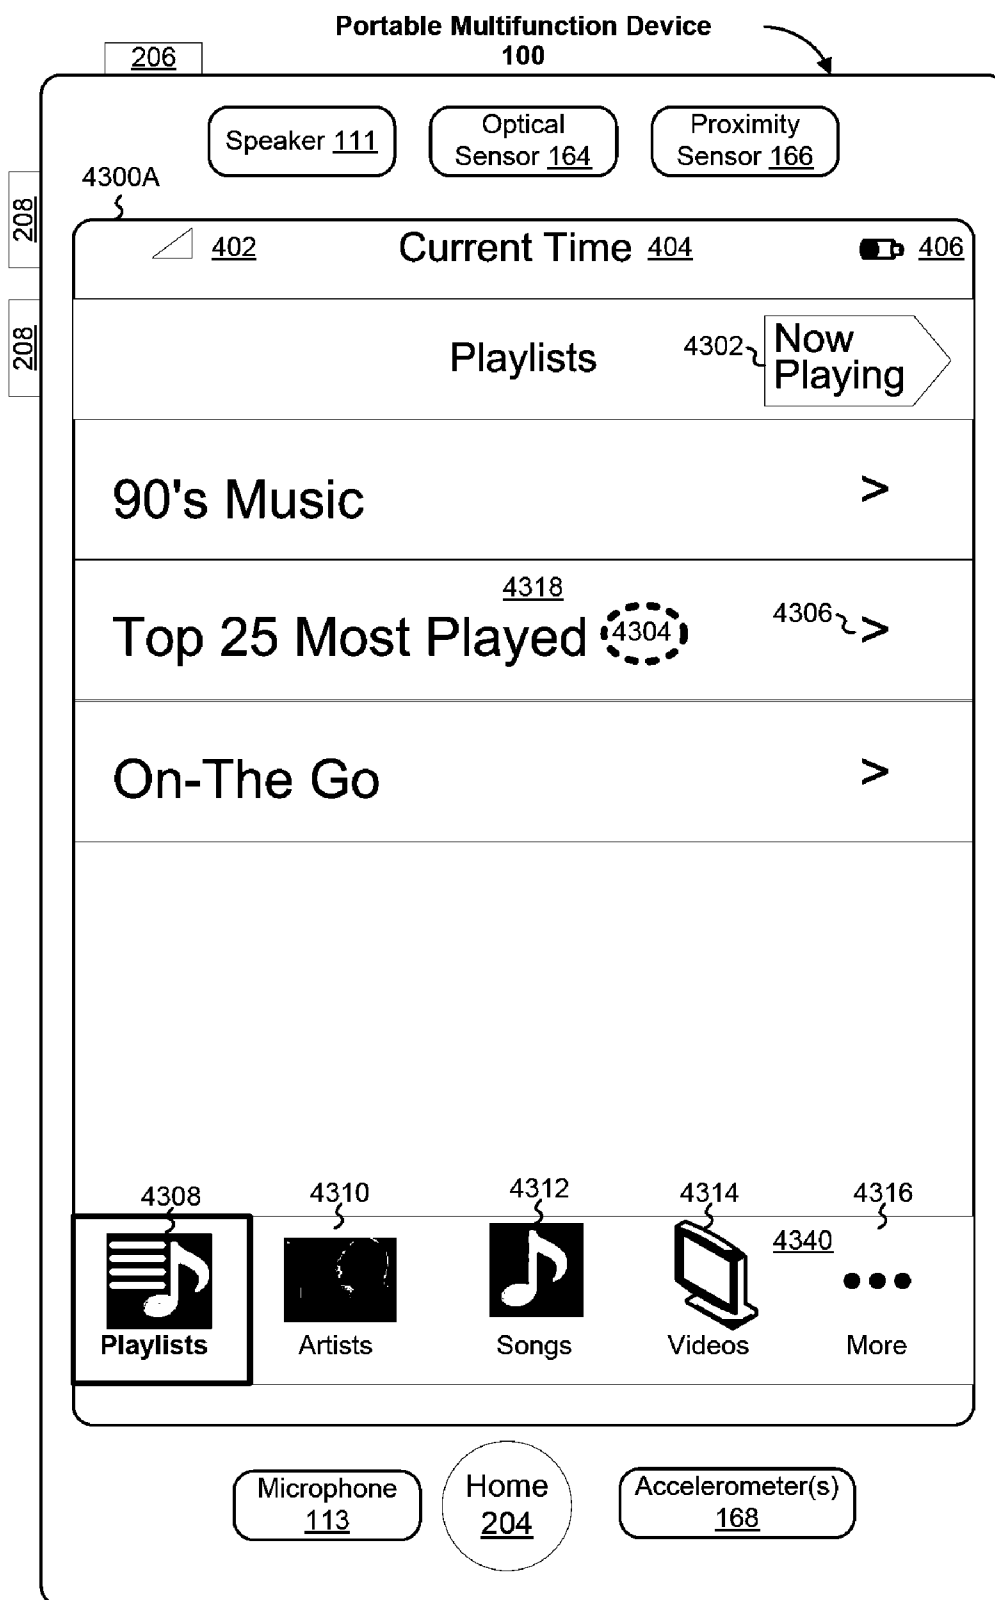 Portable Multifunction Device
100
206
Speaker 111
Optical
Sensor 164
Proximity
Sensor 166
4300A
208
402
Current Time 404
406
208
Playlists
4302
Now
Playing
90's Music
>
4318
Top 25 Most Played
4304
4306
>
On-The Go
>
4308
4310
4312
4314
4316
4340
Playlists
Artists
Songs
Videos
More
Microphone
113
Home
204
Accelerometer(s)
168